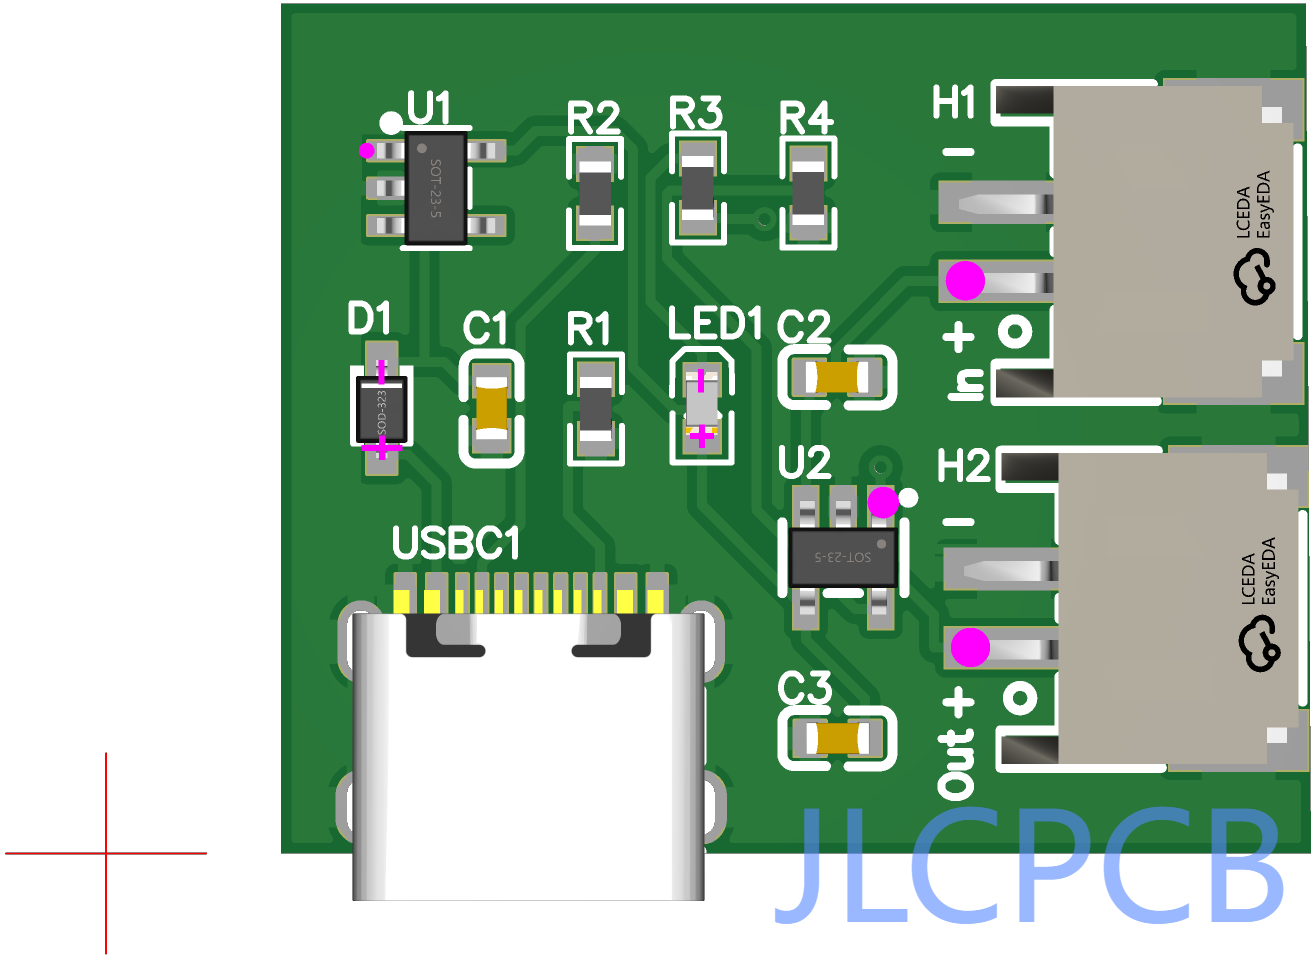 U1
R2
R3
R4
H1
−
SOT-23-5
LCEDA
EasyEDA
+
In
D1
C1
R1
LED1
C2
SOD-323
U2
H2
−
SOT-23-5
LCEDA
EasyEDA
USBC1
C3
+
Out
JLCPCB